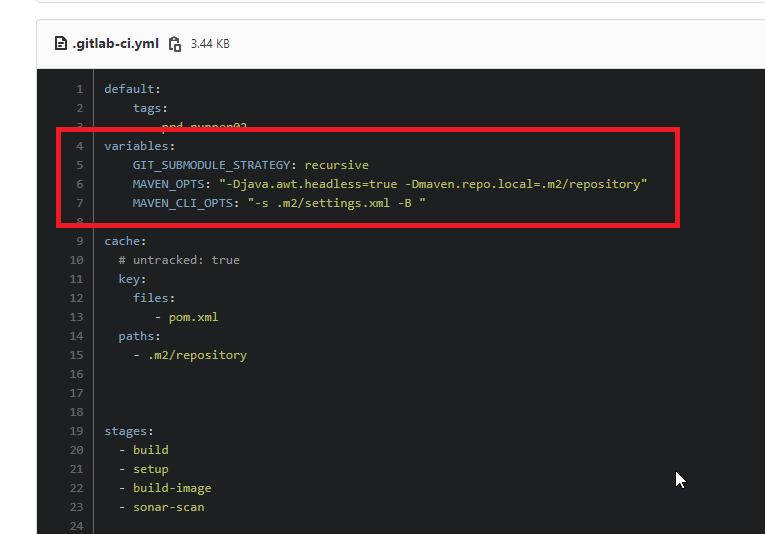 .gitlab-ci.yml 3.44 KB
1 default:
2 tags:
3 prd-runner02
4 variables:
5 GIT_SUBMODULE_STRATEGY: recursive
6 MAVEN_OPTS: "-Djava.awt.headless=true -Dmaven.repo.local=.m2/repository"
7 MAVEN_CLI_OPTS: "-s .m2/settings.xml -B "
8
9 cache:
10 # untracked: true
11 key:
12 files:
13 - pom.xml
14 paths:
15 - .m2/repository
16
17
18
19 stages:
20 - build
21 - setup
22 - build-image
23 - sonar-scan
24